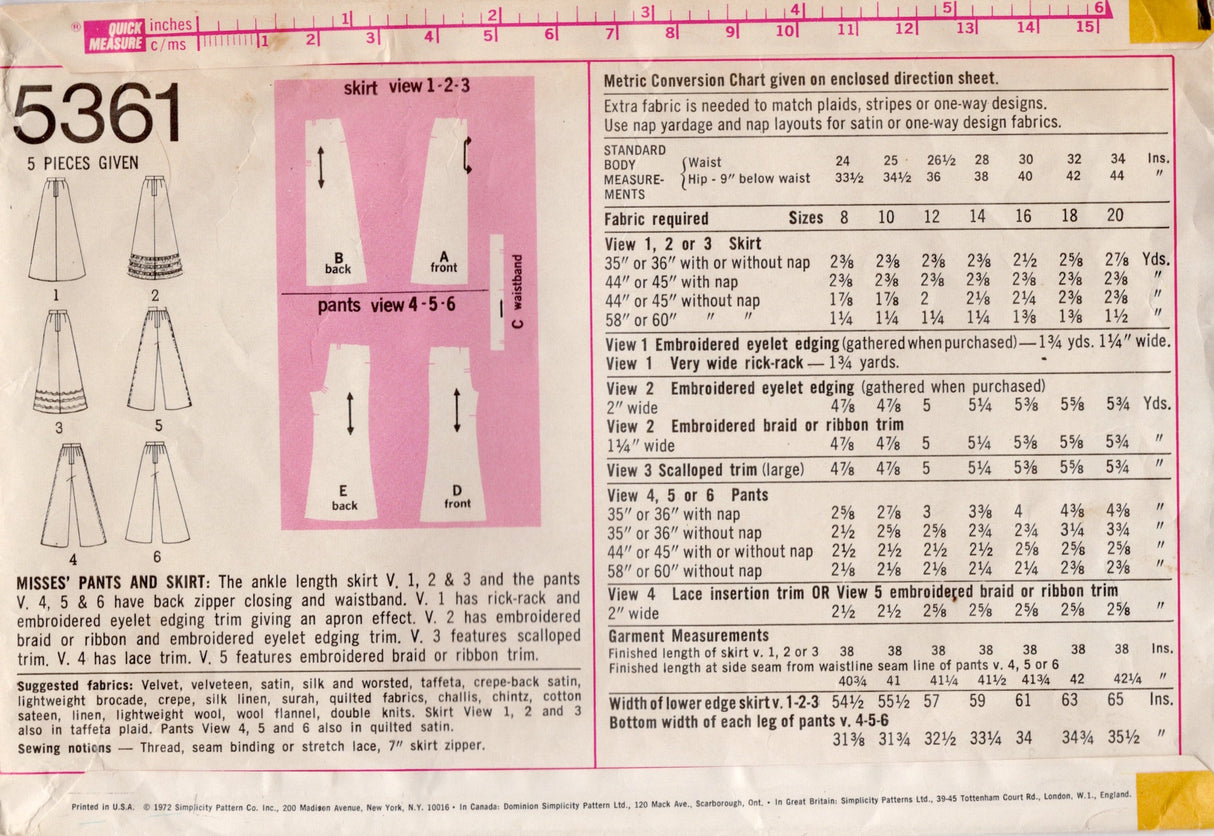 QUICK MEASURE inches 1 2 3 4 5 6
c/ms 1 2 3 4 5 6 7 8 9 10 11 12 13 14 15
5361
5 PIECES GIVEN
1 2
3 5
4 6
skirt view 1-2-3
B back
A front
C waistband
pants view 4-5-6
E back
D front
MISSES' PANTS AND SKIRT: The ankle length skirt V. 1, 2 & 3 and the pants
V. 4, 5 & 6 have back zipper closing and waistband. V. 1 has rick-rack and
embroidered eyelet edging trim giving an apron effect. V. 2 has embroidered
braid or ribbon and embroidered eyelet edging trim. V. 3 features scalloped
trim. V. 4 has lace trim. V. 5 features embroidered braid or ribbon trim.
Suggested fabrics: Velvet, velveteen, satin, silk and worsted, taffeta, crepe-back satin,
lightweight brocade, crepe, silk linen, surah, quilted fabrics, challis, chintz, cotton
sateen, linen, lightweight wool, wool flannel, double knits. Skirt View 1, 2 and 3
also in taffeta plaid. Pants View 4, 5 and 6 also in quilted satin.
Sewing notions — Thread, seam binding or stretch lace, 7" skirt zipper.
Metric Conversion Chart given on enclosed direction sheet.
Extra fabric is needed to match plaids, stripes or one-way designs.
Use nap yardage and nap layouts for satin or one-way design fabrics.
STANDARD
BODY
MEASURE-
MENTS
Waist 24 25 26½ 28 30 32 34 Ins.
Hip - 9" below waist 33½ 34½ 36 38 40 42 44 "
Fabric required Sizes 8 10 12 14 16 18 20
View 1, 2 or 3 Skirt
35" or 36" with or without nap 2⅜ 2⅜ 2⅜ 2⅜ 2½ 2⅝ 2⅞ Yds.
44" or 45" with nap 2⅜ 2⅜ 2⅜ 2⅜ 2⅜ 2⅜ 2⅜ "
44" or 45" without nap 1⅞ 1⅞ 2 2⅛ 2¼ 2⅜ 2⅜ "
58" or 60" " " 1¼ 1¼ 1¼ 1¼ 1⅜ 1⅜ 1½ "
View 1 Embroidered eyelet edging (gathered when purchased) — 1¾ yds. 1¼" wide.
View 1 Very wide rick-rack — 1¾ yards.
View 2 Embroidered eyelet edging (gathered when purchased)
2" wide 4⅞ 4⅞ 5 5¼ 5⅜ 5⅝ 5¾ Yds.
View 2 Embroidered braid or ribbon trim
1¼" wide 4⅞ 4⅞ 5 5¼ 5⅜ 5⅝ 5¾ "
View 3 Scalloped trim (large) 4⅞ 4⅞ 5 5¼ 5⅜ 5⅝ 5¾ "
View 4, 5 or 6 Pants
35" or 36" with nap 2⅝ 2⅞ 3 3⅜ 4 4⅜ 4⅜ "
35" or 36" without nap 2½ 2⅝ 2⅝ 2¾ 2¾ 3¼ 3¾ "
44" or 45" with or without nap 2½ 2½ 2½ 2½ 2⅝ 2⅝ 2⅝ "
58" or 60" without nap 2⅛ 2⅛ 2⅛ 2¼ 2¼ 2⅜ 2⅜ "
View 4 Lace insertion trim OR View 5 embroidered braid or ribbon trim
2" wide 2½ 2½ 2⅝ 2⅝ 2⅝ 2⅝ 2⅝ "
Garment Measurements
Finished length of skirt v. 1, 2 or 3 38 38 38 38 38 38 38 Ins.
Finished length at side seam from waistline seam line of pants v. 4, 5 or 6
40¾ 41 41¼ 41½ 41¾ 42 42¼ "
Width of lower edge skirt v. 1-2-3 54½ 55½ 57 59 61 63 65 Ins.
Bottom width of each leg of pants v. 4-5-6
31⅜ 31¾ 32½ 33¼ 34 34¾ 35½ "
Printed in U.S.A. © 1972 Simplicity Pattern Co. Inc., 200 Madison Avenue, New York, N.Y. 10016 • In Canada: Dominion Simplicity Pattern Ltd., 120 Mack Ave., Scarborough, Ont. • In Great Britain: Simplicity Patterns Ltd., 39-45 Tottenham Court Rd., London, W.1., England.